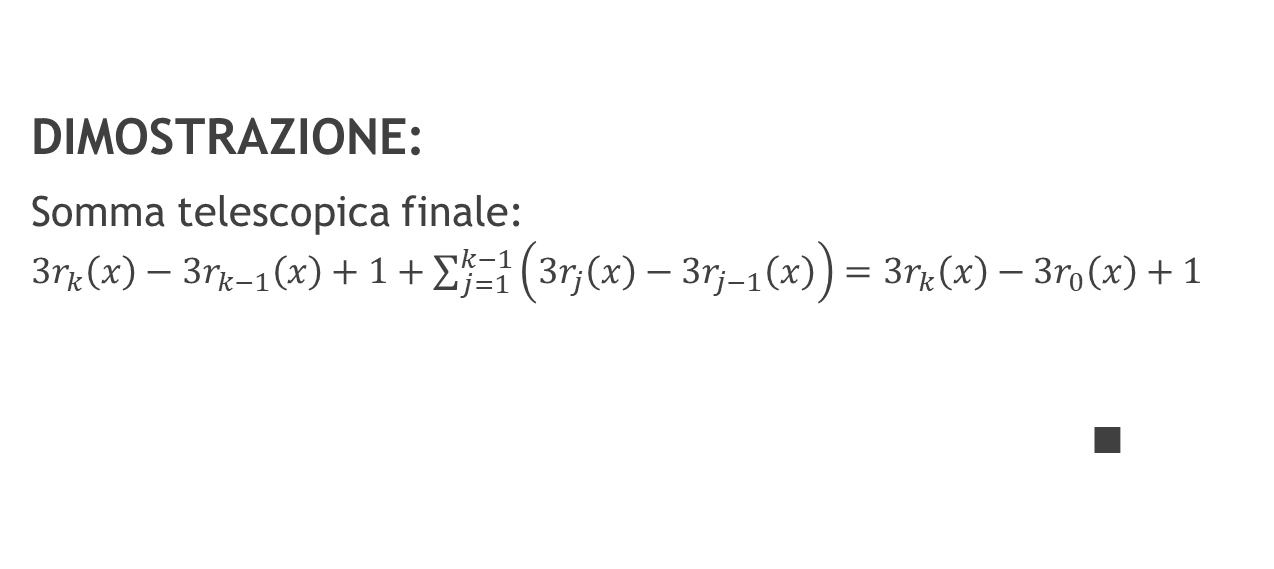 DIMOSTRAZIONE:
Somma telescopica finale:
3r_k(x) − 3r_{k−1}(x) + 1 + ∑_{j=1}^{k−1}(3r_j(x) − 3r_{j−1}(x)) = 3r_k(x) − 3r_0(x) + 1
■